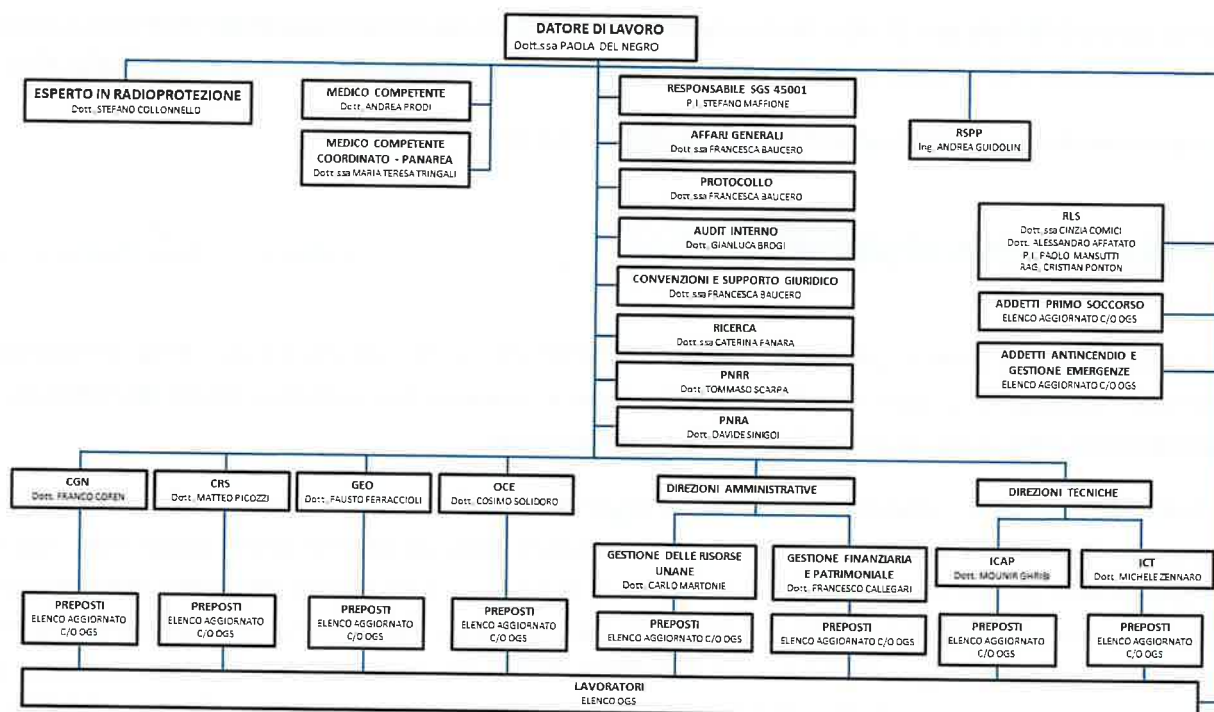 DATORE DI LAVORO
Dott.ssa PAOLA DEL NEGRO
ESPERTO IN RADIOPROTEZIONE
Dott. STEFANO COLLONNELLO
MEDICO COMPETENTE
Dott. ANDREA PRODI
MEDICO COMPETENTE
COORDINATO - PANAREA
Dott.ssa MARIA TERESA TRINGALI
RESPONSABILE SGS 45001
P.I. STEFANO MAFFIONE
AFFARI GENERALI
Dott.ssa FRANCESCA BAUCERO
PROTOCOLLO
Dott.ssa FRANCESCA BAUCERO
AUDIT INTERNO
Dott. GIANLUCA BROGI
CONVENZIONI E SUPPORTO GIURIDICO
Dott.ssa FRANCESCA BAUCERO
RICERCA
Dott.ssa CATERINA FANARA
PNRR
Dott. TOMMASO SCARPA
PNRA
Dott. DAVIDE SINIGOI
RSPP
Ing. ANDREA GUIDOLIN
RLS
Dott.ssa CINZIA COMICI
Dott. ALESSANDRO AFFATATO
P.I. PAOLO MANSUTTI
RAG. CRISTIAN PONTON
ADDETTI PRIMO SOCCORSO
ELENCO AGGIORNATO C/O OGS
ADDETTI ANTINCENDIO E
GESTIONE EMERGENZE
ELENCO AGGIORNATO C/O OGS
CGN
Dott. FRANCO COREN
CRS
Dott. MATTEO PICOZZI
GEO
Dott. FAUSTO FERRACCIOLI
OCE
Dott. COSIMO SOLIDORO
DIREZIONI AMMINISTRATIVE
DIREZIONI TECNICHE
GESTIONE DELLE RISORSE
UNANE
Dott. CARLO MARTONIE
GESTIONE FINANZIARIA
E PATRIMONIALE
Dott. FRANCESCO CALLEGARI
ICAP
Dott. MOUNIR GHRIBI
ICT
Dott. MICHELE ZENNARO
PREPOSTI
ELENCO AGGIORNATO
C/O OGS
PREPOSTI
ELENCO AGGIORNATO
C/O OGS
PREPOSTI
ELENCO AGGIORNATO
C/O OGS
PREPOSTI
ELENCO AGGIORNATO
C/O OGS
PREPOSTI
ELENCO AGGIORNATO C/O OGS
PREPOSTI
ELENCO AGGIORNATO C/O OGS
PREPOSTI
ELENCO AGGIORNATO
C/O OGS
PREPOSTI
ELENCO AGGIORNATO
C/O OGS
LAVORATORI
ELENCO OGS